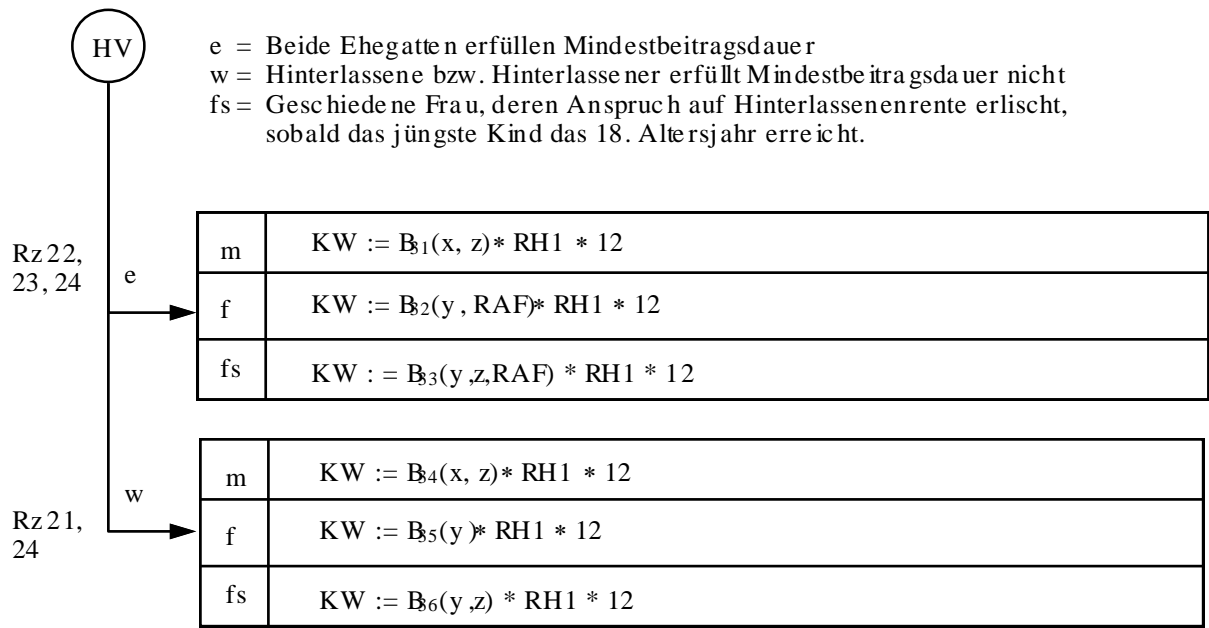 HV
e = Beide Ehegatten erfüllen Mindestbeitragsdauer
w = Hinterlassene bzw. Hinterlassener erfüllt Mindestbeitragsdauer nicht
fs = Geschiedene Frau, deren Anspruch auf Hinterlassenenrente erlischt,
sobald das jüngste Kind das 18. Altersjahr erreicht.
Rz 22,
23, 24
e
m KW := B31(x, z) * RH1 * 12
f KW := B32(y, RAF) * RH1 * 12
fs KW := B33(y,z,RAF) * RH1 * 12
Rz 21,
24
w
m KW := B34(x, z) * RH1 * 12
f KW := B35(y) * RH1 * 12
fs KW := B36(y,z) * RH1 * 12